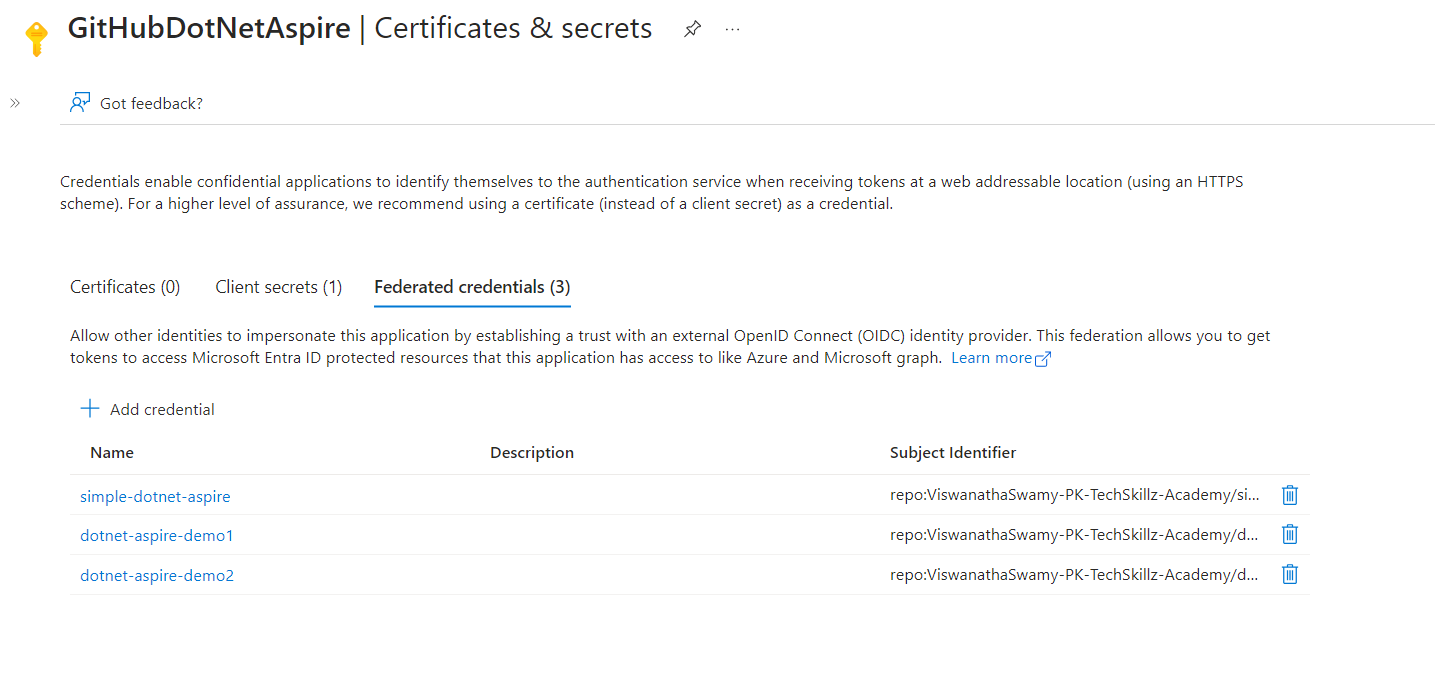 GitHubDotNetAspire | Certificates & secrets
Got feedback?
Credentials enable confidential applications to identify themselves to the authentication service when receiving tokens at a web addressable location (using an HTTPS
scheme). For a higher level of assurance, we recommend using a certificate (instead of a client secret) as a credential.
Certificates (0) Client secrets (1) Federated credentials (3)
Allow other identities to impersonate this application by establishing a trust with an external OpenID Connect (OIDC) identity provider. This federation allows you to get
tokens to access Microsoft Entra ID protected resources that this application has access to like Azure and Microsoft graph. Learn more
Add credential
Name Description Subject Identifier
simple-dotnet-aspire repo:ViswanathaSwamy-PK-TechSkillz-Academy/si...
dotnet-aspire-demo1 repo:ViswanathaSwamy-PK-TechSkillz-Academy/d...
dotnet-aspire-demo2 repo:ViswanathaSwamy-PK-TechSkillz-Academy/d...